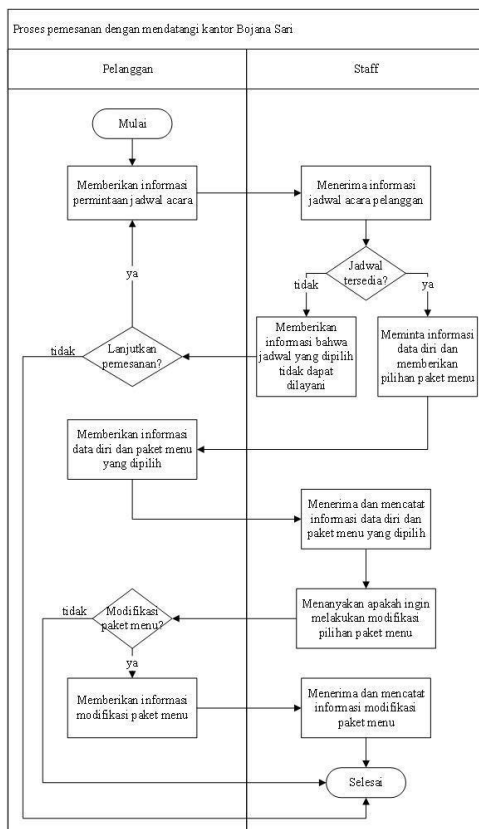 Proses pemesanan dengan mendatangi kantor Bojana Sari
Pelanggan
Staff
Mulai
Memberikan informasi
permintaan jadwal acara
Menerima informasi
jadwal acara pelanggan
Jadwal
tersedia?
tidak
ya
ya
Memberikan
informasi bahwa
jadwal yang dipilih
tidak dapat
dilayani
Meminta informasi
data diri dan
memberikan
pilihan paket menu
tidak
Lanjutkan
pemesanan?
Memberikan informasi
data diri dan paket menu
yang dipilih
Menerima dan mencatat
informasi data diri dan
paket menu yang dipilih
Menanyakan apakah ingin
melakukan modifikasi
pilihan paket menu
tidak
Modifikasi
paket menu?
ya
Memberikan informasi
modifikasi paket menu
Menerima dan mencatat
informasi modifikasi
paket menu
Selesai